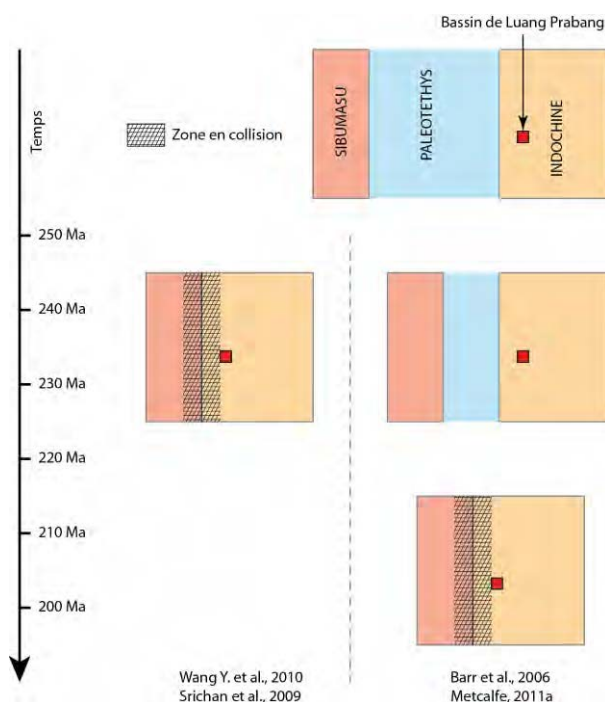 Bassin de Luang Prabang
Temps
Zone en collision
SIBUMASU
PALEOTETHYS
INDOCHINE
250 Ma
240 Ma
230 Ma
220 Ma
210 Ma
200 Ma
Wang Y. et al., 2010
Srichan et al., 2009
Barr et al., 2006
Metcalfe, 2011a